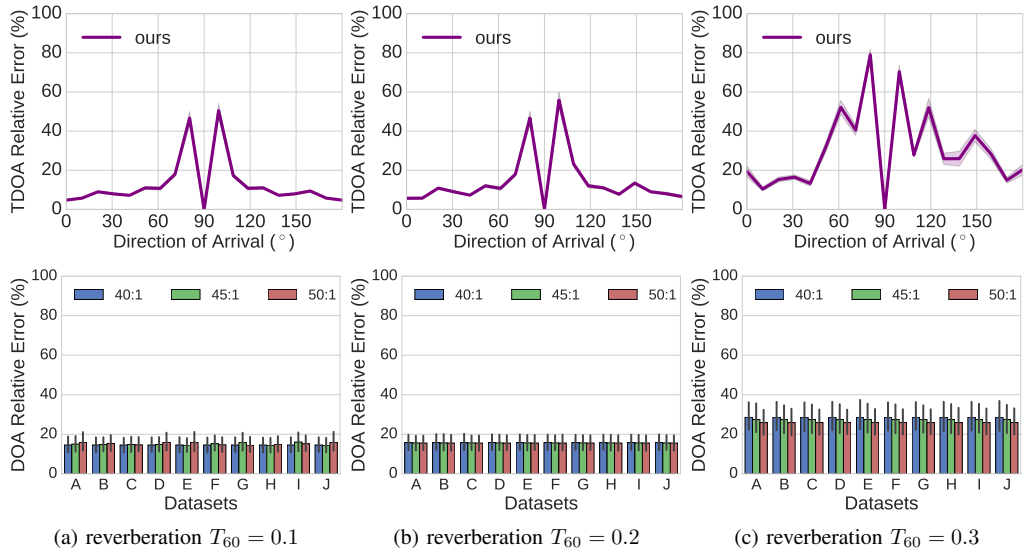 TDOA Relative Error (%)
100
80
60
40
20
0
ours
0 30 60 90 120 150
Direction of Arrival (°)
TDOA Relative Error (%)
100
80
60
40
20
0
ours
0 30 60 90 120 150
Direction of Arrival (°)
TDOA Relative Error (%)
100
80
60
40
20
0
ours
0 30 60 90 120 150
Direction of Arrival (°)
DOA Relative Error (%)
100
80
60
40
20
0
40:1 45:1 50:1
A B C D E F G H I J
Datasets
DOA Relative Error (%)
100
80
60
40
20
0
40:1 45:1 50:1
A B C D E F G H I J
Datasets
DOA Relative Error (%)
100
80
60
40
20
0
40:1 45:1 50:1
A B C D E F G H I J
Datasets
(a) reverberation T₆₀ = 0.1
(b) reverberation T₆₀ = 0.2
(c) reverberation T₆₀ = 0.3